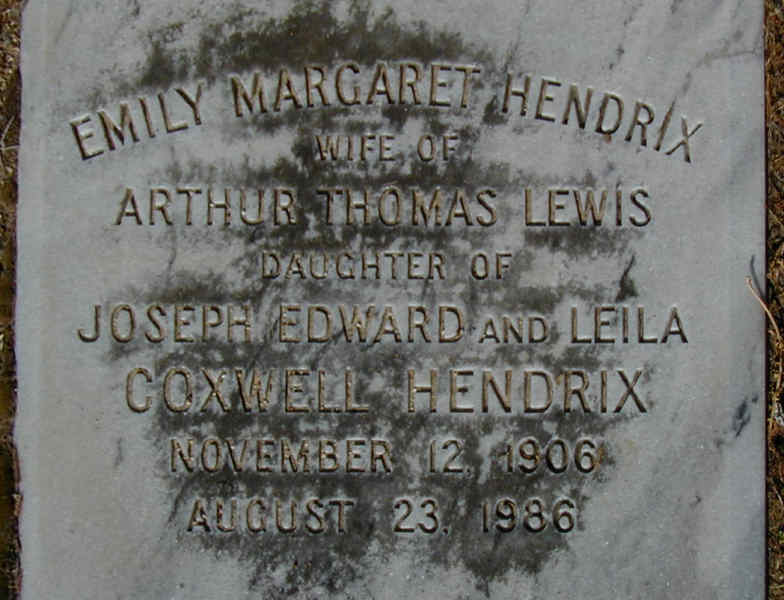 EMILY MARGARET HENDRIX
WIFE OF
ARTHUR THOMAS LEWIS
DAUGHTER OF
JOSEPH EDWARD AND LEILA
COXWELL HENDRIX
NOVEMBER 12, 1906
AUGUST 23, 1986